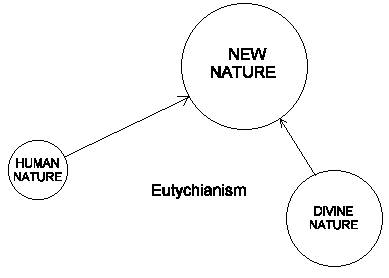 NEW
NATURE
HUMAN
NATURE
Eutychianism
DIVINE
NATURE